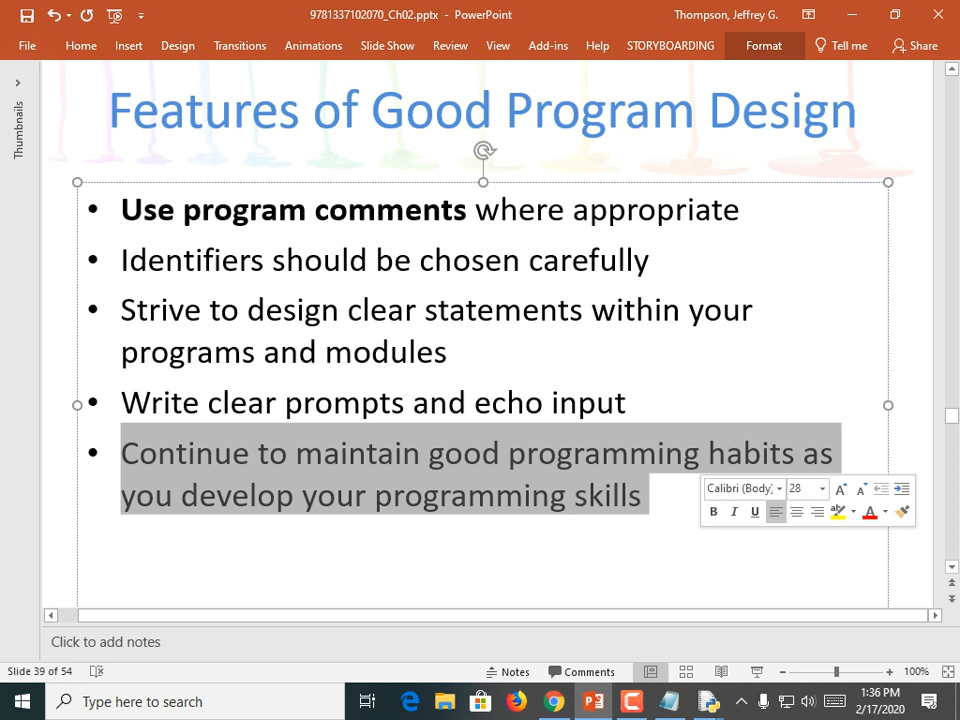 9781337102070_Ch02.pptx - PowerPoint
Thompson, Jeffrey G.
File Home Insert Design Transitions Animations Slide Show Review View Add-ins Help STORYBOARDING Format Tell me Share
Thumbnails
Features of Good Program Design
• Use program comments where appropriate
• Identifiers should be chosen carefully
• Strive to design clear statements within your
programs and modules
• Write clear prompts and echo input
• Continue to maintain good programming habits as
you develop your programming skills
Calibri (Body) 28 A A
B I U A
Click to add notes
Slide 39 of 54 Notes Comments 100%
Type here to search
1:36 PM
2/17/2020